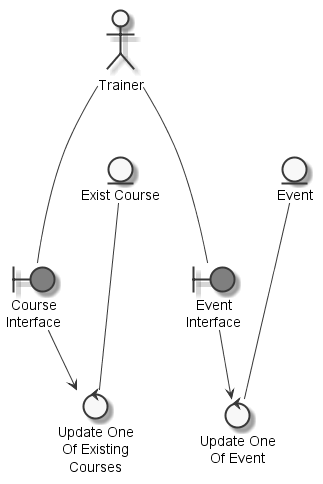 Trainer
Exist Course
Event
Course
Interface
Event
Interface
Update One
Of Existing
Courses
Update One
Of Event